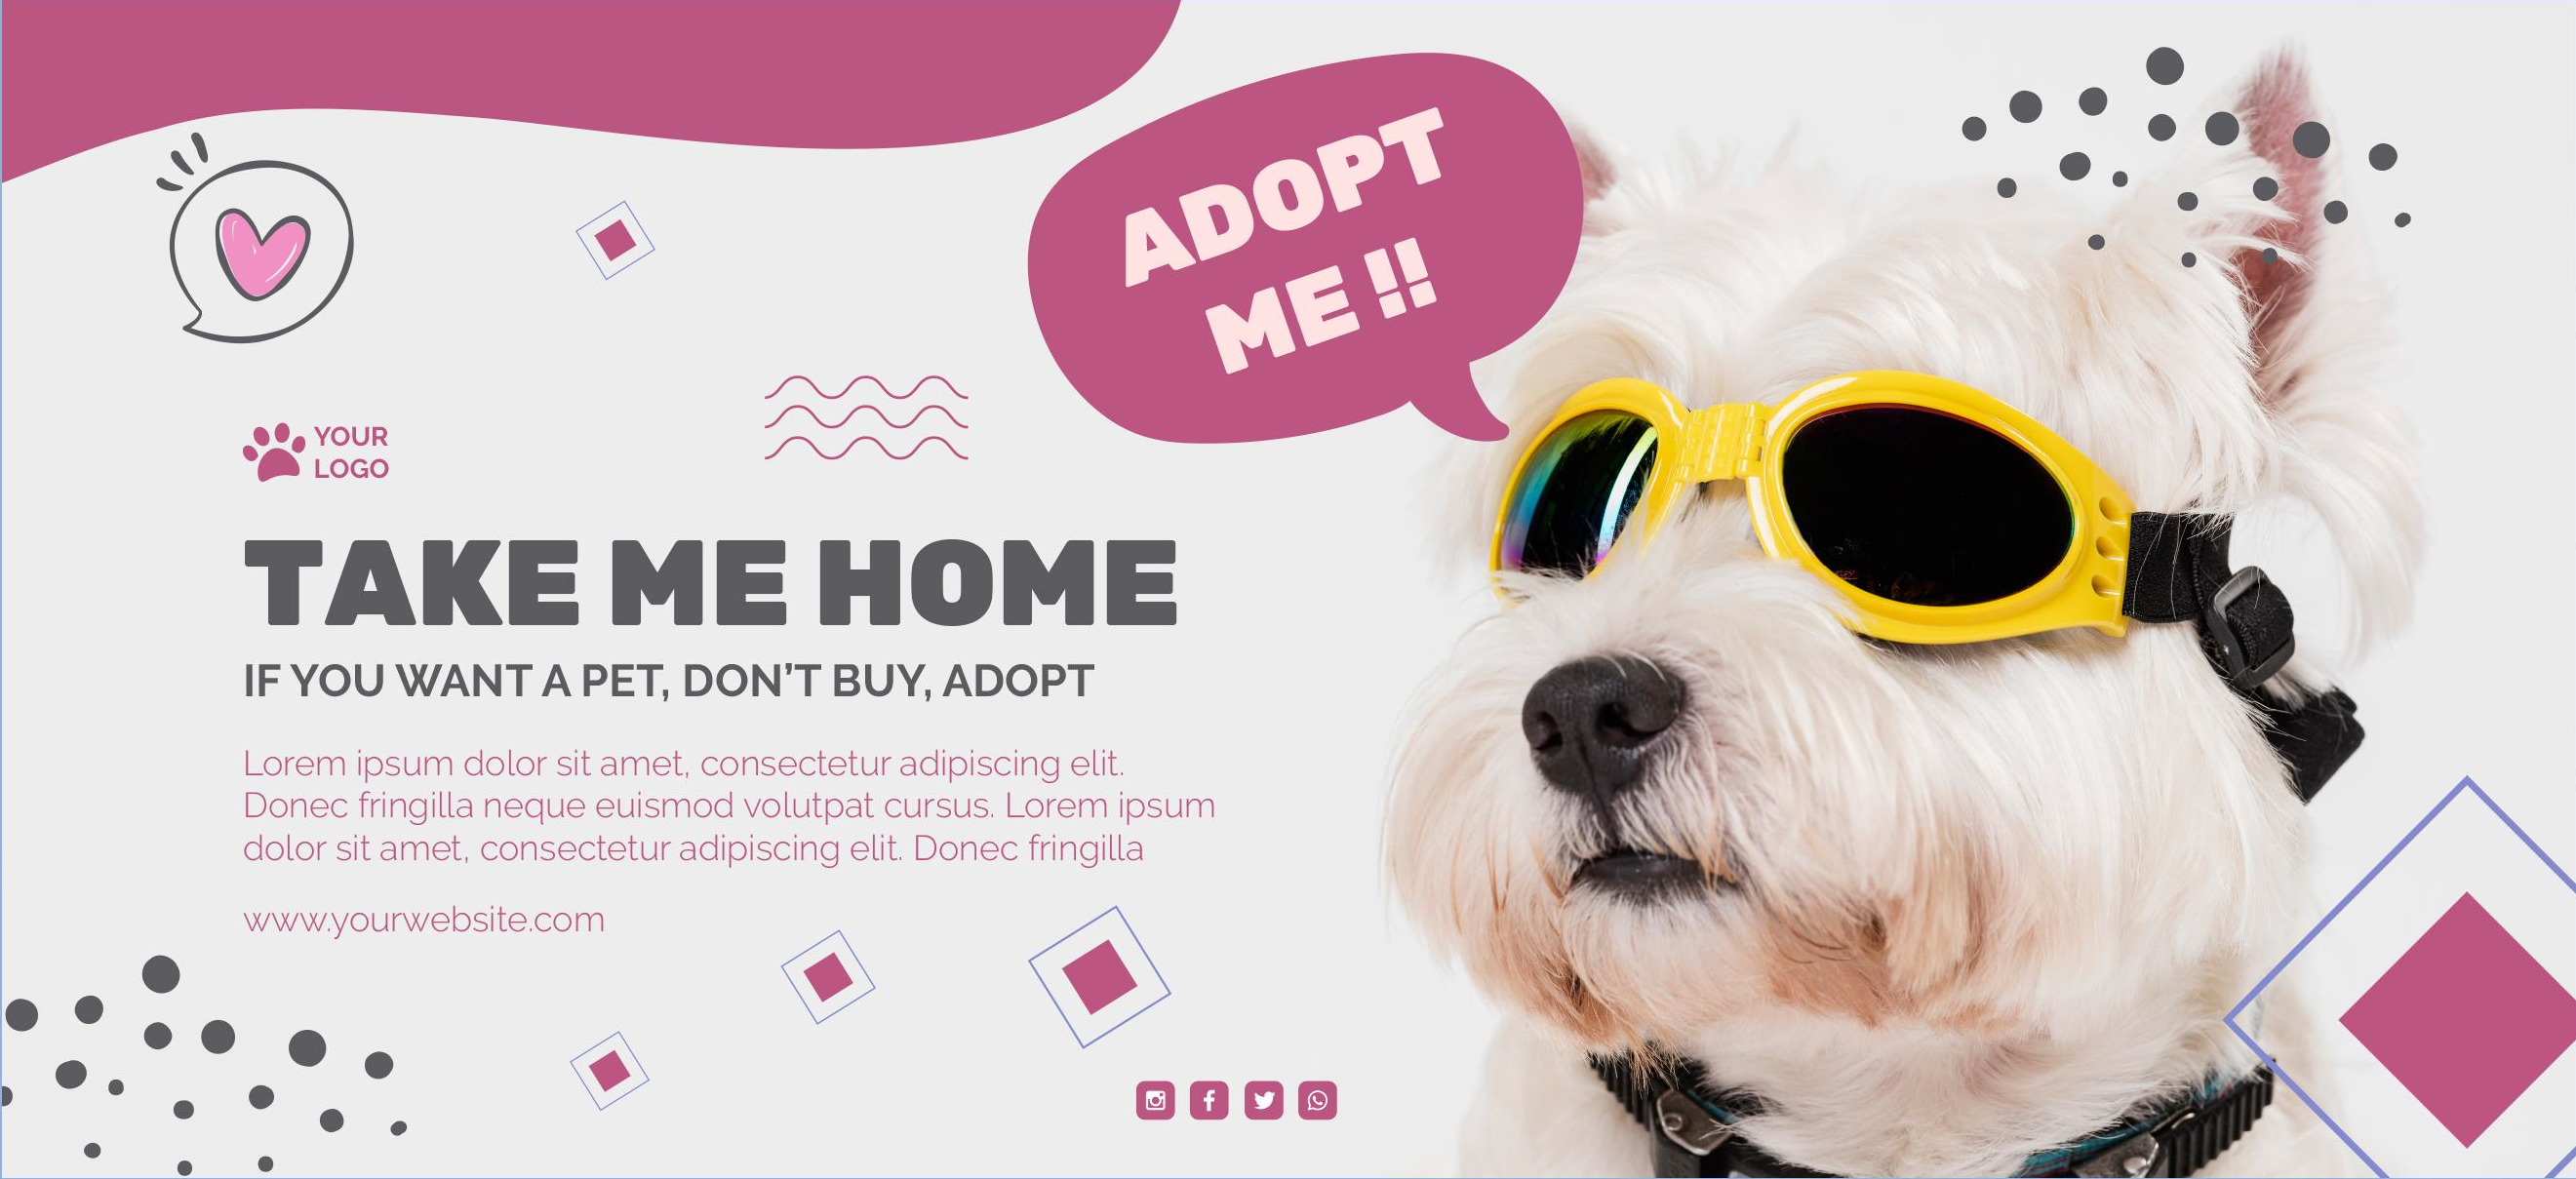 ADOPT
ME !!
YOUR
LOGO
TAKE ME HOME
IF YOU WANT A PET, DON'T BUY, ADOPT
Lorem ipsum dolor sit amet, consectetur adipiscing elit.
Donec fringilla neque euismod volutpat cursus. Lorem ipsum
dolor sit amet, consectetur adipiscing elit. Donec fringilla
www.yourwebsite.com